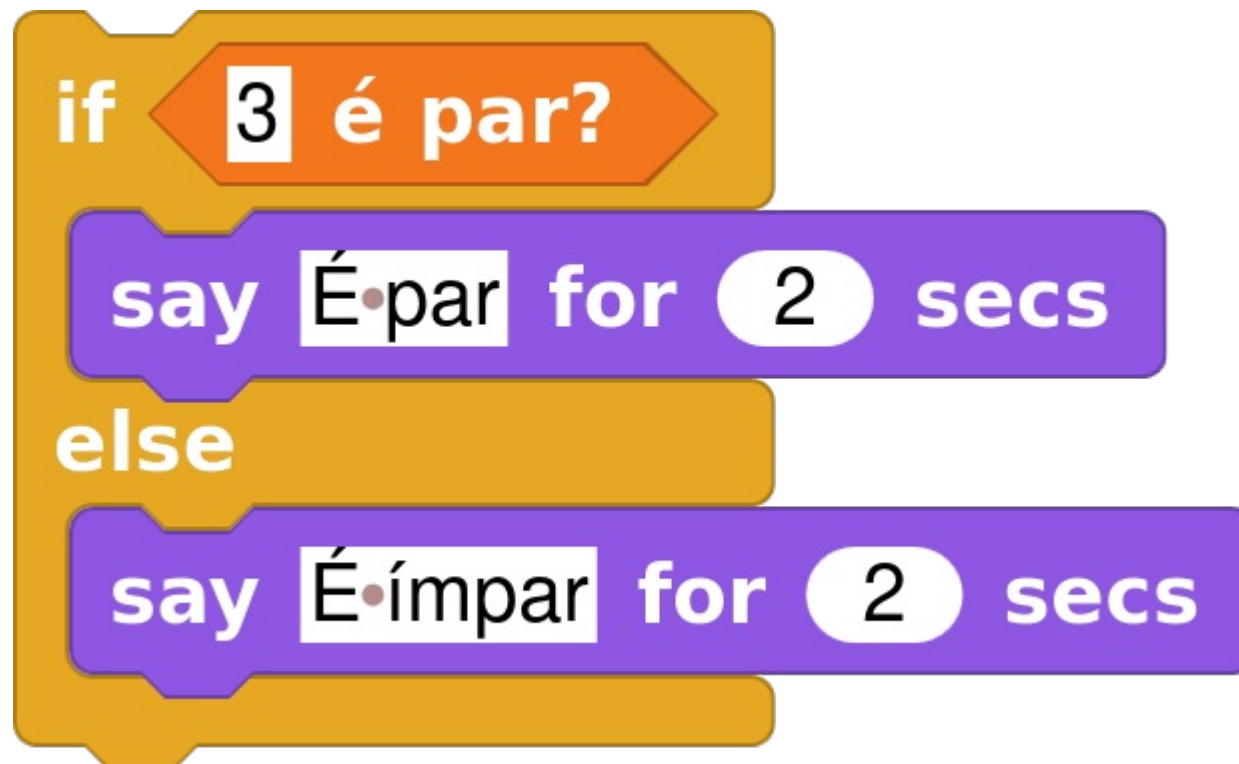 if 3 é par?
say É•par for 2 secs
else
say É•ímpar for 2 secs